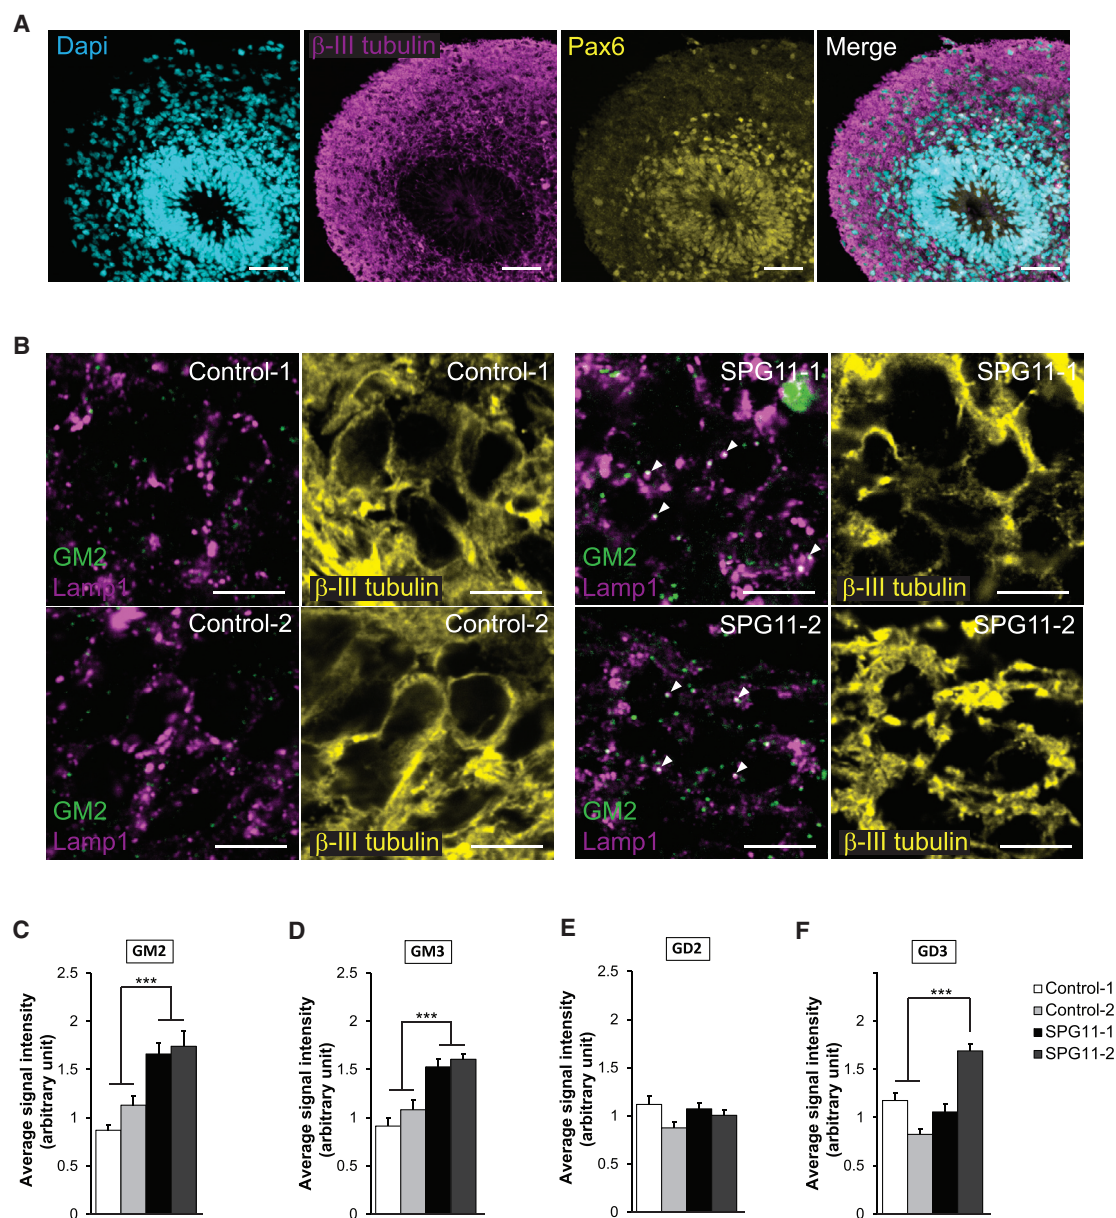 A
Dapi
β-III tubulin
Pax6
Merge
B
Control-1
Control-1
SPG11-1
SPG11-1
GM2
Lamp1
β-III tubulin
GM2
Lamp1
β-III tubulin
Control-2
Control-2
SPG11-2
SPG11-2
GM2
Lamp1
β-III tubulin
GM2
Lamp1
β-III tubulin
C
GM2
Average signal intensity
(arbitrary unit)
2.5
2
1.5
1
0.5
0
***
D
GM3
Average signal intensity
(arbitrary unit)
2.5
2
1.5
1
0.5
0
***
E
GD2
Average signal intensity
(arbitrary unit)
2.5
2
1.5
1
0.5
0
F
GD3
Average signal intensity
(arbitrary unit)
2.5
2
1.5
1
0.5
0
***
Control-1
Control-2
SPG11-1
SPG11-2